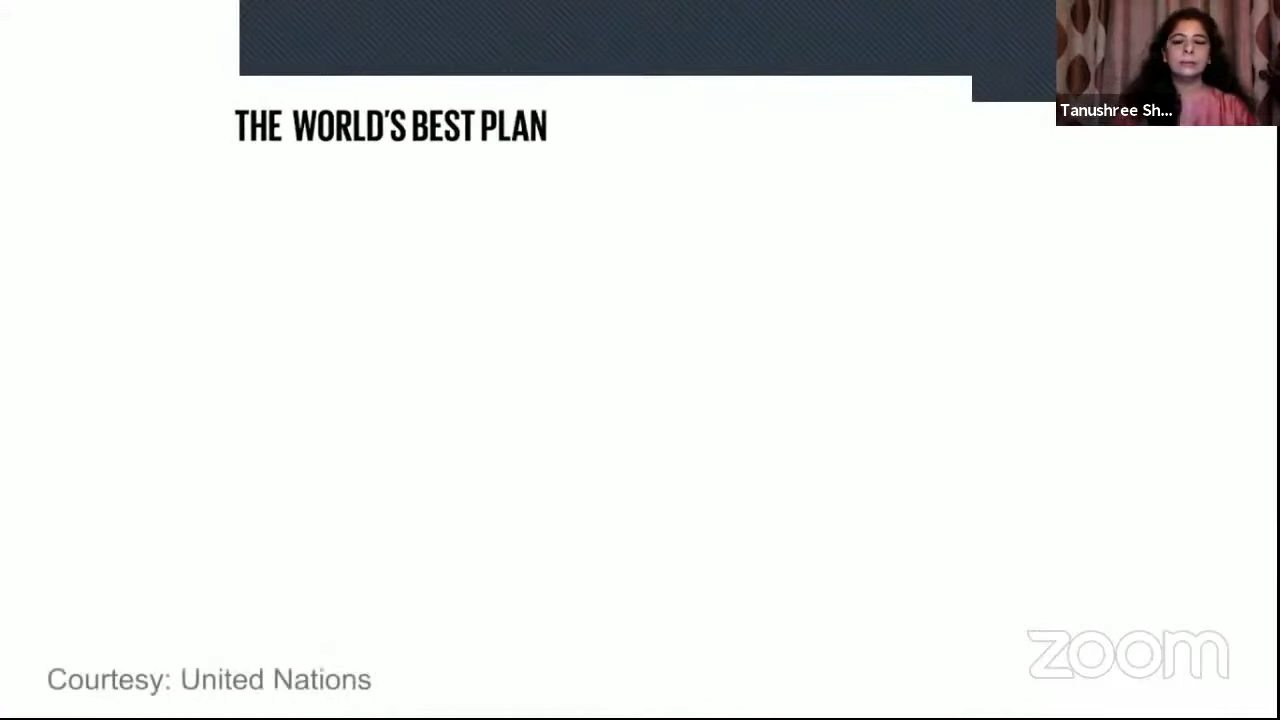 THE WORLD'S BEST PLAN
Tanushree Sh...
zoom
Courtesy: United Nations